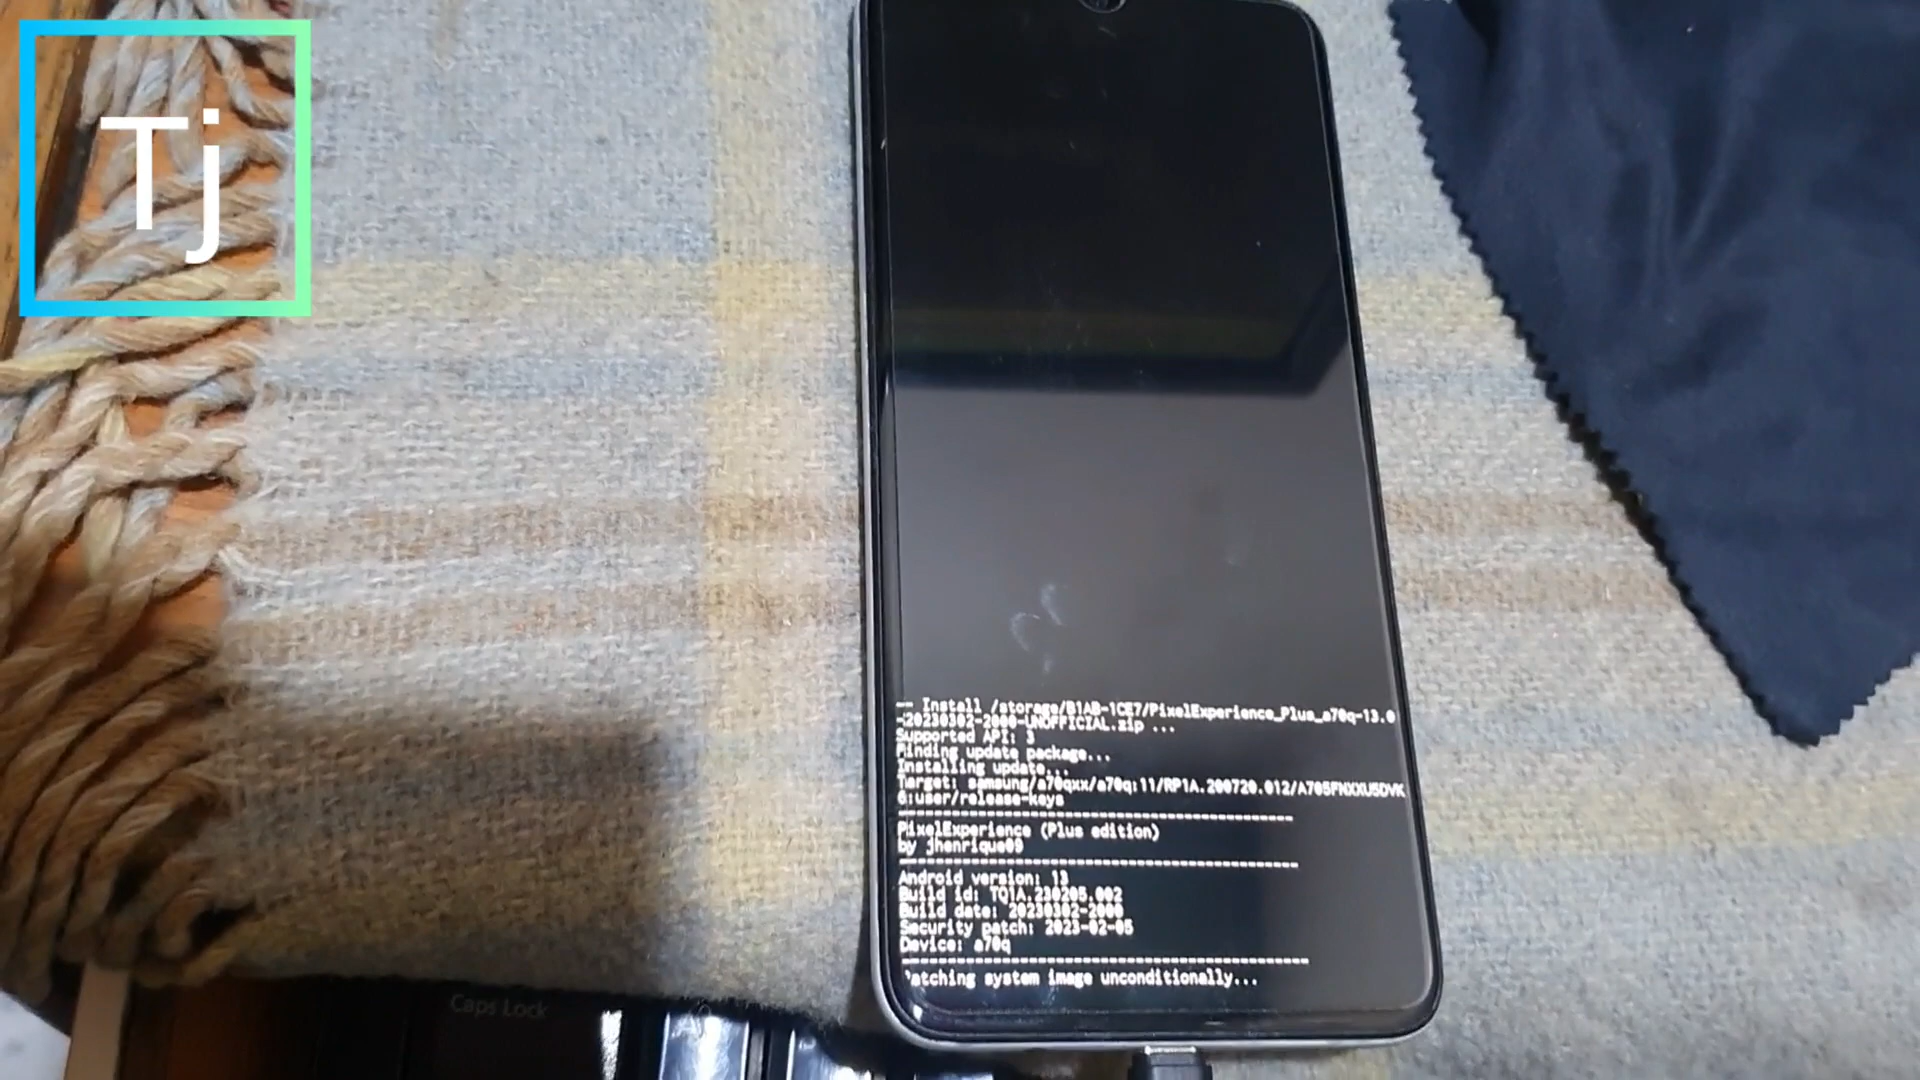 Tj
-- Install /storage/B1AB-1CE7/PixelExperience_Plus_a70q-13.0
-20230302-2000-UNOFFICIAL.zip ...
Supported API: 3
Finding update package...
Installing update...
Target: samsung/a70qxx/a70q:11/RP1A.200720.012/A705FNXXU5DVK
6:user/release-keys
----------------------------------------------
PixelExperience (Plus edition)
by jhenrique09
----------------------------------------------
Android version: 13
Build id: TQ1A.230205.002
Build date: 20230302-2000
Security patch: 2023-02-05
Device: a70q
----------------------------------------------
Patching system image unconditionally...
Caps Lock